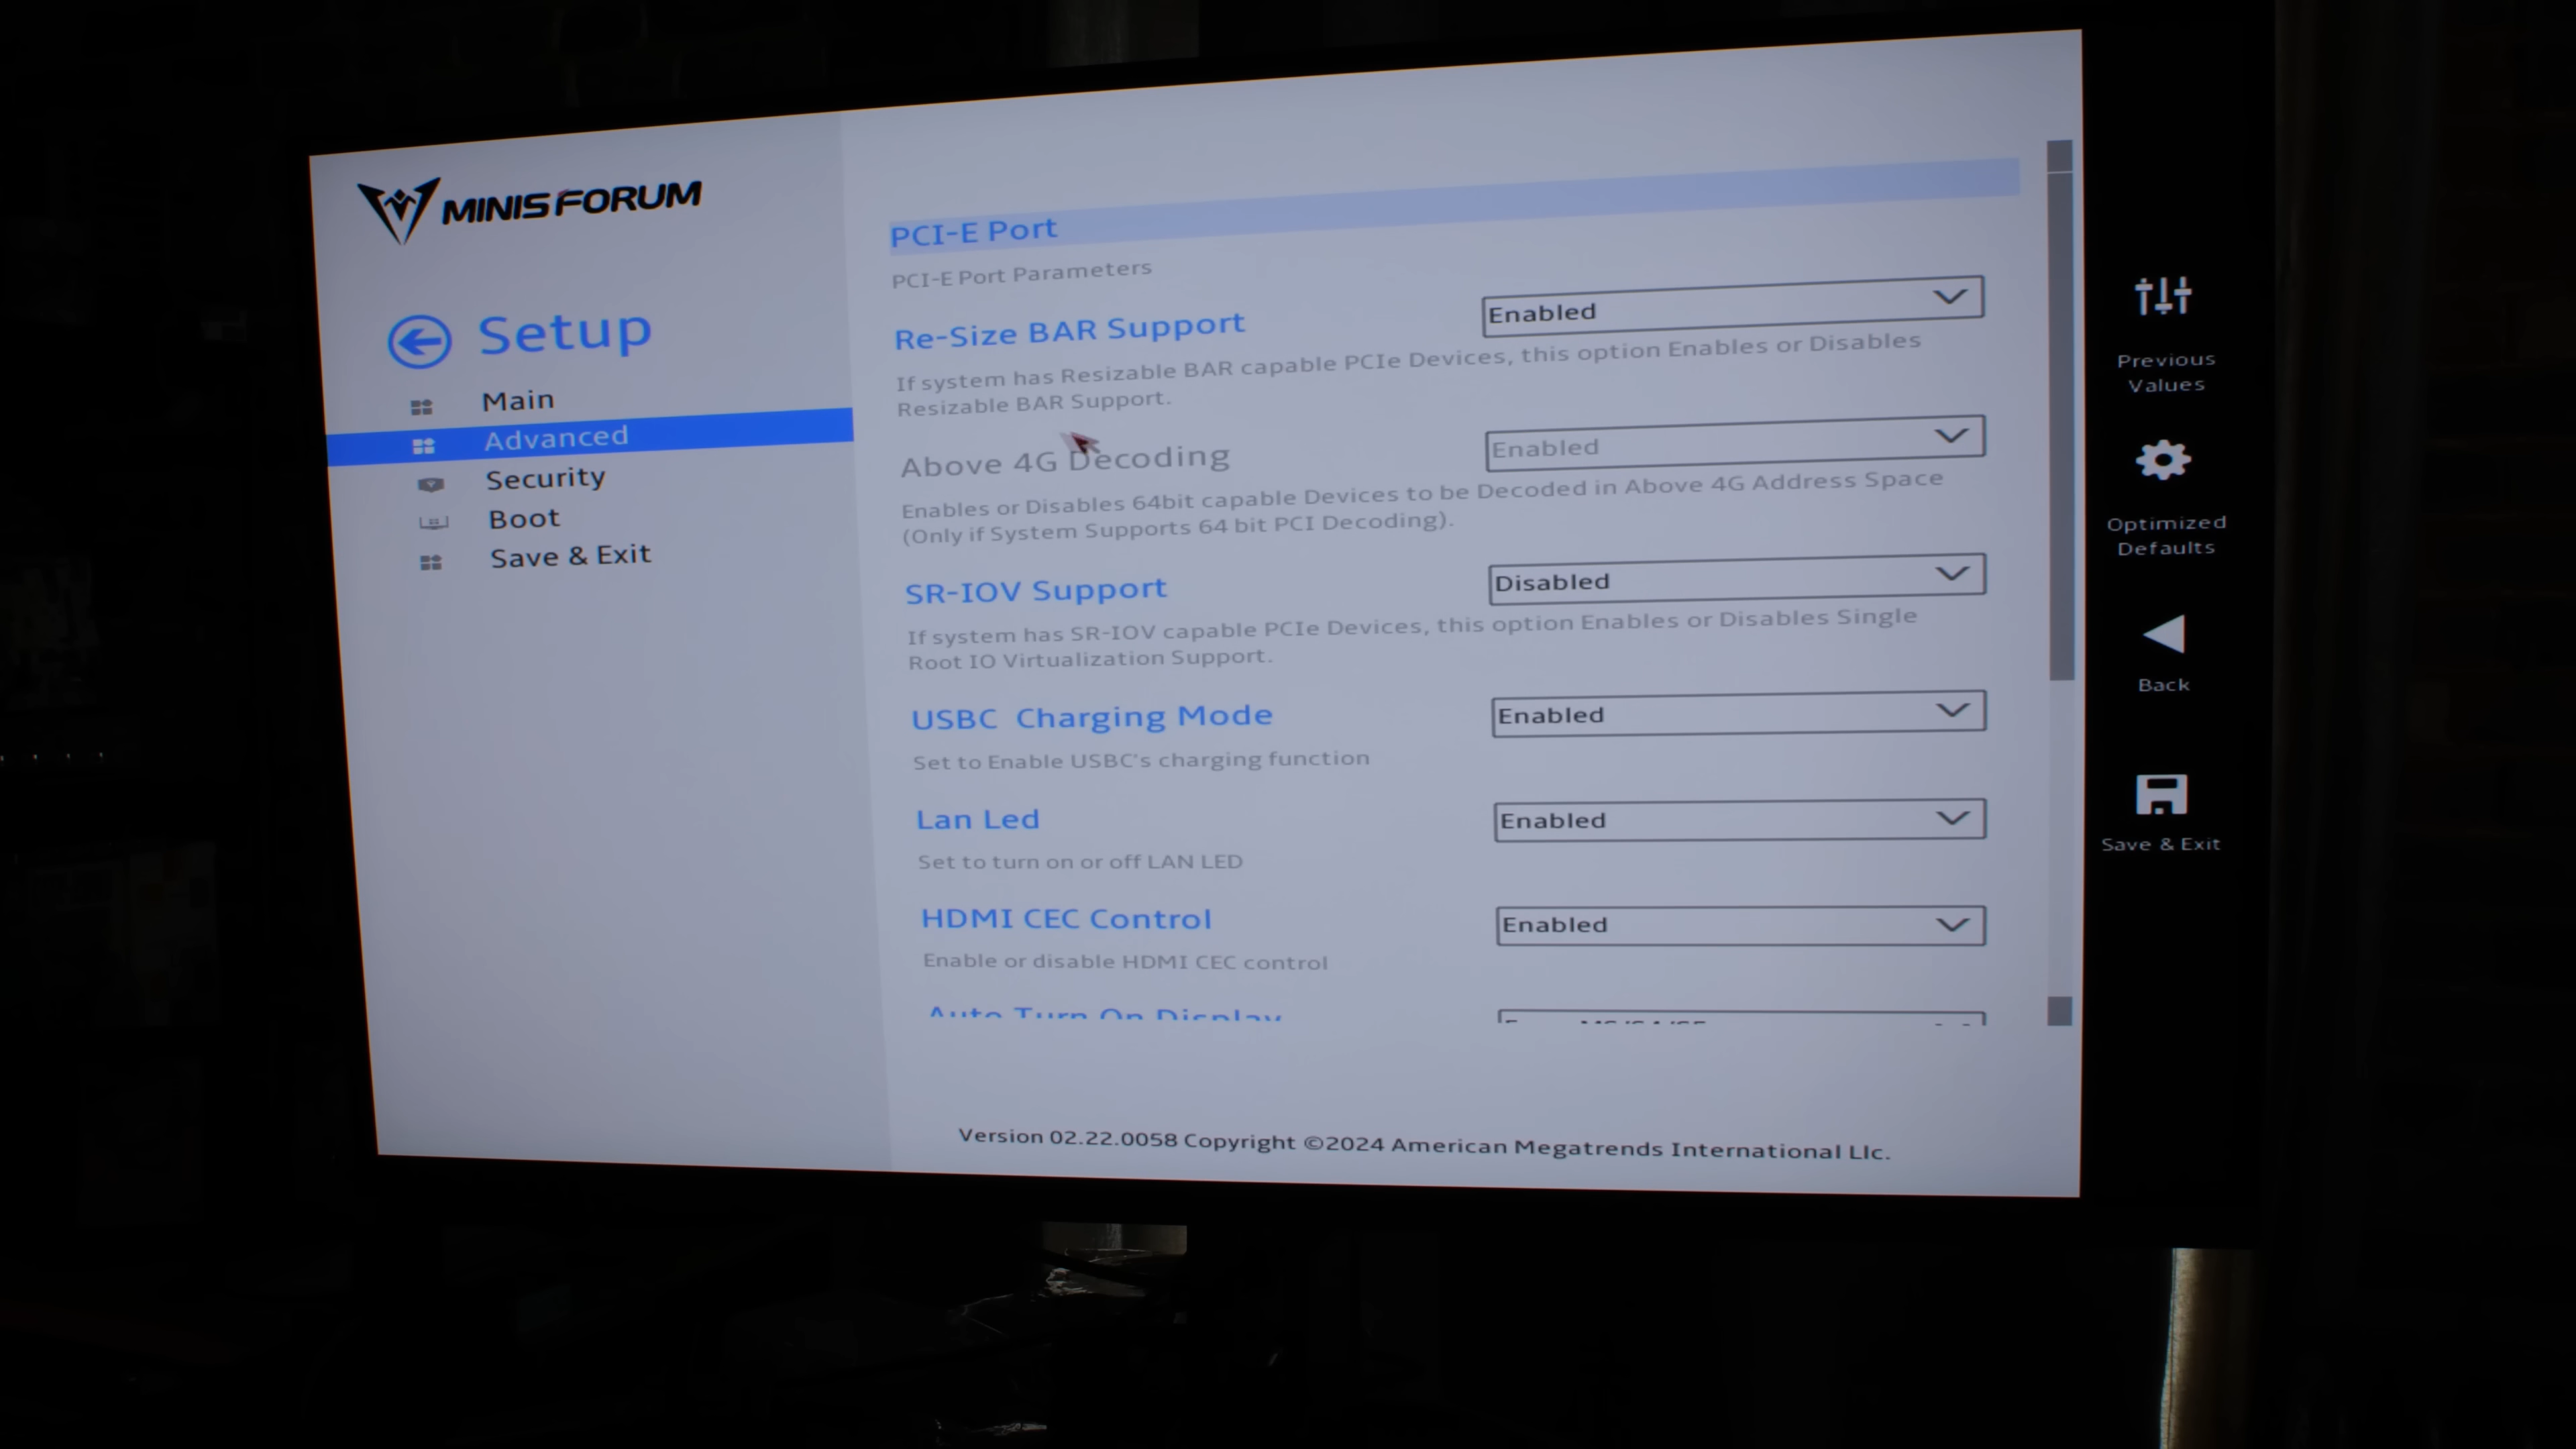 MINISFORUM
Setup
Main
Advanced
Security
Boot
Save & Exit
PCI-E Port
PCI-E Port Parameters
Re-Size BAR Support
Enabled
If system has Resizable BAR capable PCIe Devices, this option Enables or Disables
Resizable BAR Support.
Above 4G Decoding
Enabled
Enables or Disables 64bit capable Devices to be Decoded in Above 4G Address Space
(Only if System Supports 64 bit PCI Decoding).
SR-IOV Support
Disabled
If system has SR-IOV capable PCIe Devices, this option Enables or Disables Single
Root IO Virtualization Support.
USBC Charging Mode
Enabled
Set to Enable USBC's charging function
Lan Led
Enabled
Set to turn on or off LAN LED
HDMI CEC Control
Enabled
Enable or disable HDMI CEC control
Auto Turn On Display
Version 02.22.0058 Copyright ©2024 American Megatrends International Llc.
Previous
Values
Optimized
Defaults
Back
Save & Exit